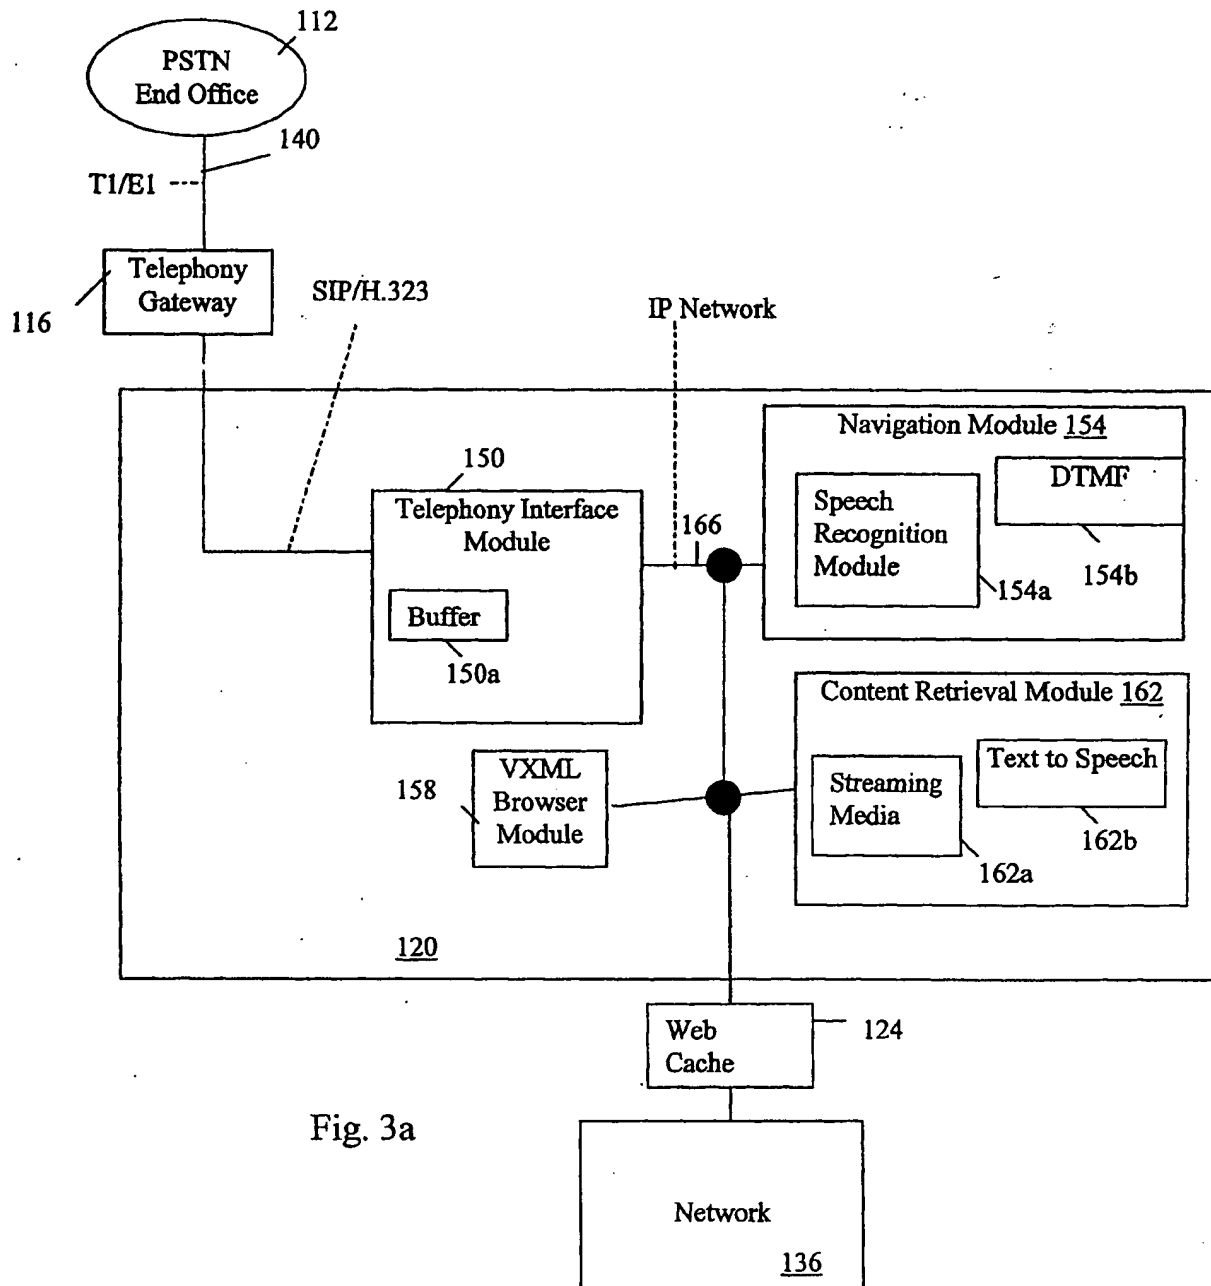 112
PSTN
End Office
140
T1/E1
Telephony
Gateway
116
SIP/H.323
IP Network
Navigation Module 154
150
DTMF
Telephony Interface
Module
Speech
Recognition
Module
166
154b
154a
Buffer
150a
Content Retrieval Module 162
VXML
Browser
Module
158
Text to Speech
Streaming
Media
162b
162a
120
Web
Cache
124
Fig. 3a
Network
136